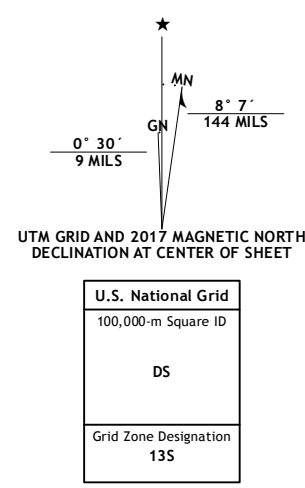 MN
GN
8° 7´
144 MILS
0° 30´
9 MILS
UTM GRID AND 2017 MAGNETIC NORTH
DECLINATION AT CENTER OF SHEET
U.S. National Grid
100,000-m Square ID
DS
Grid Zone Designation
13S